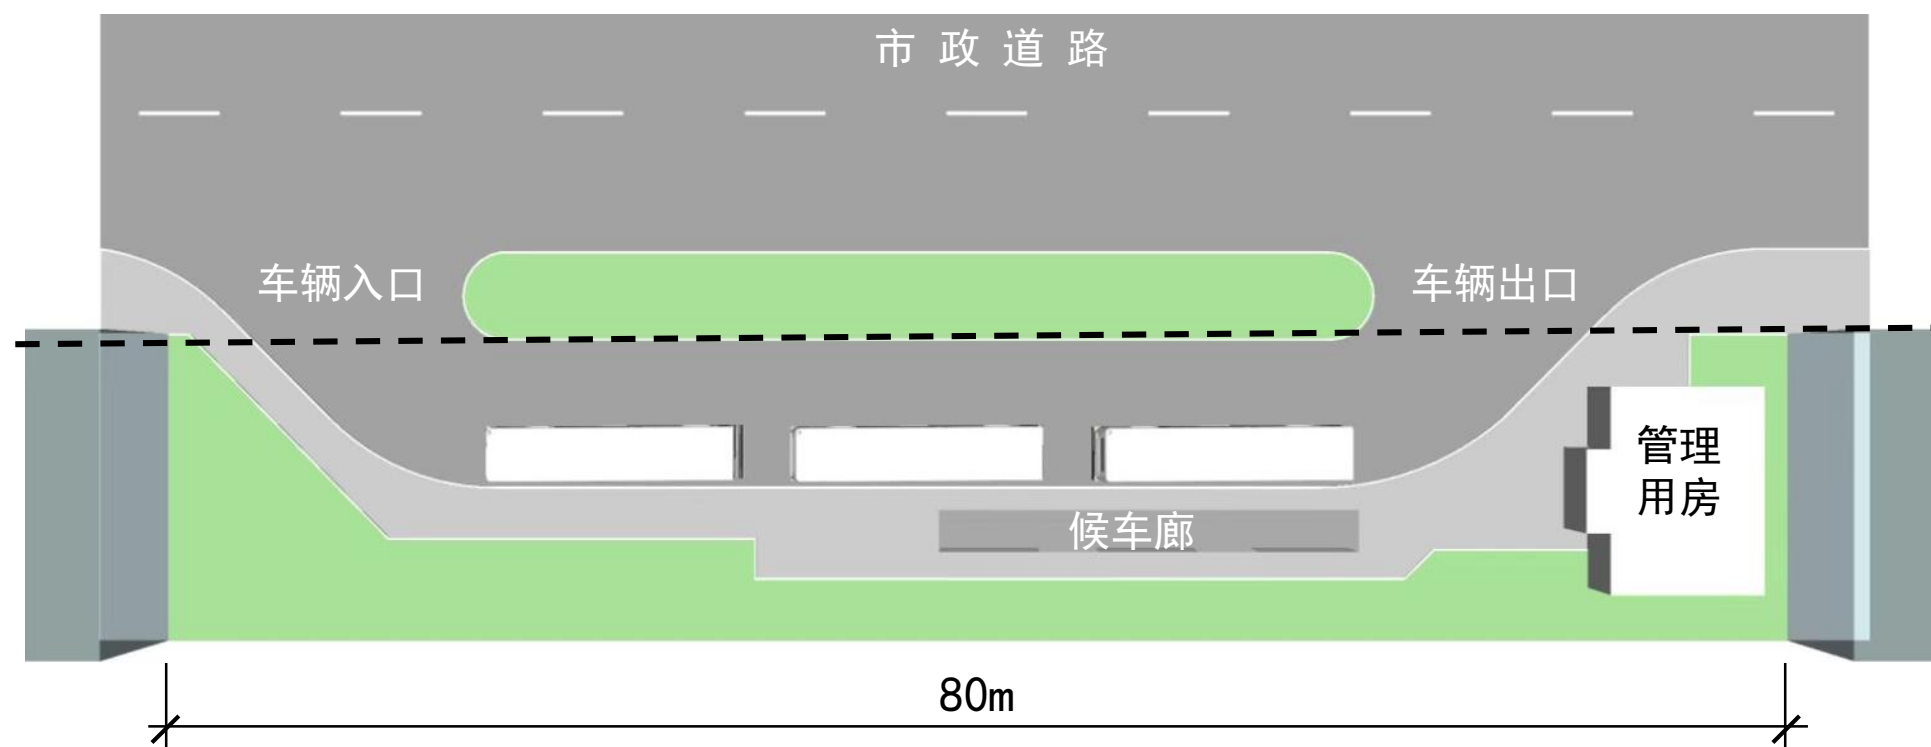 市政道路
车辆入口
车辆出口
管理
用房
候车廊
80m